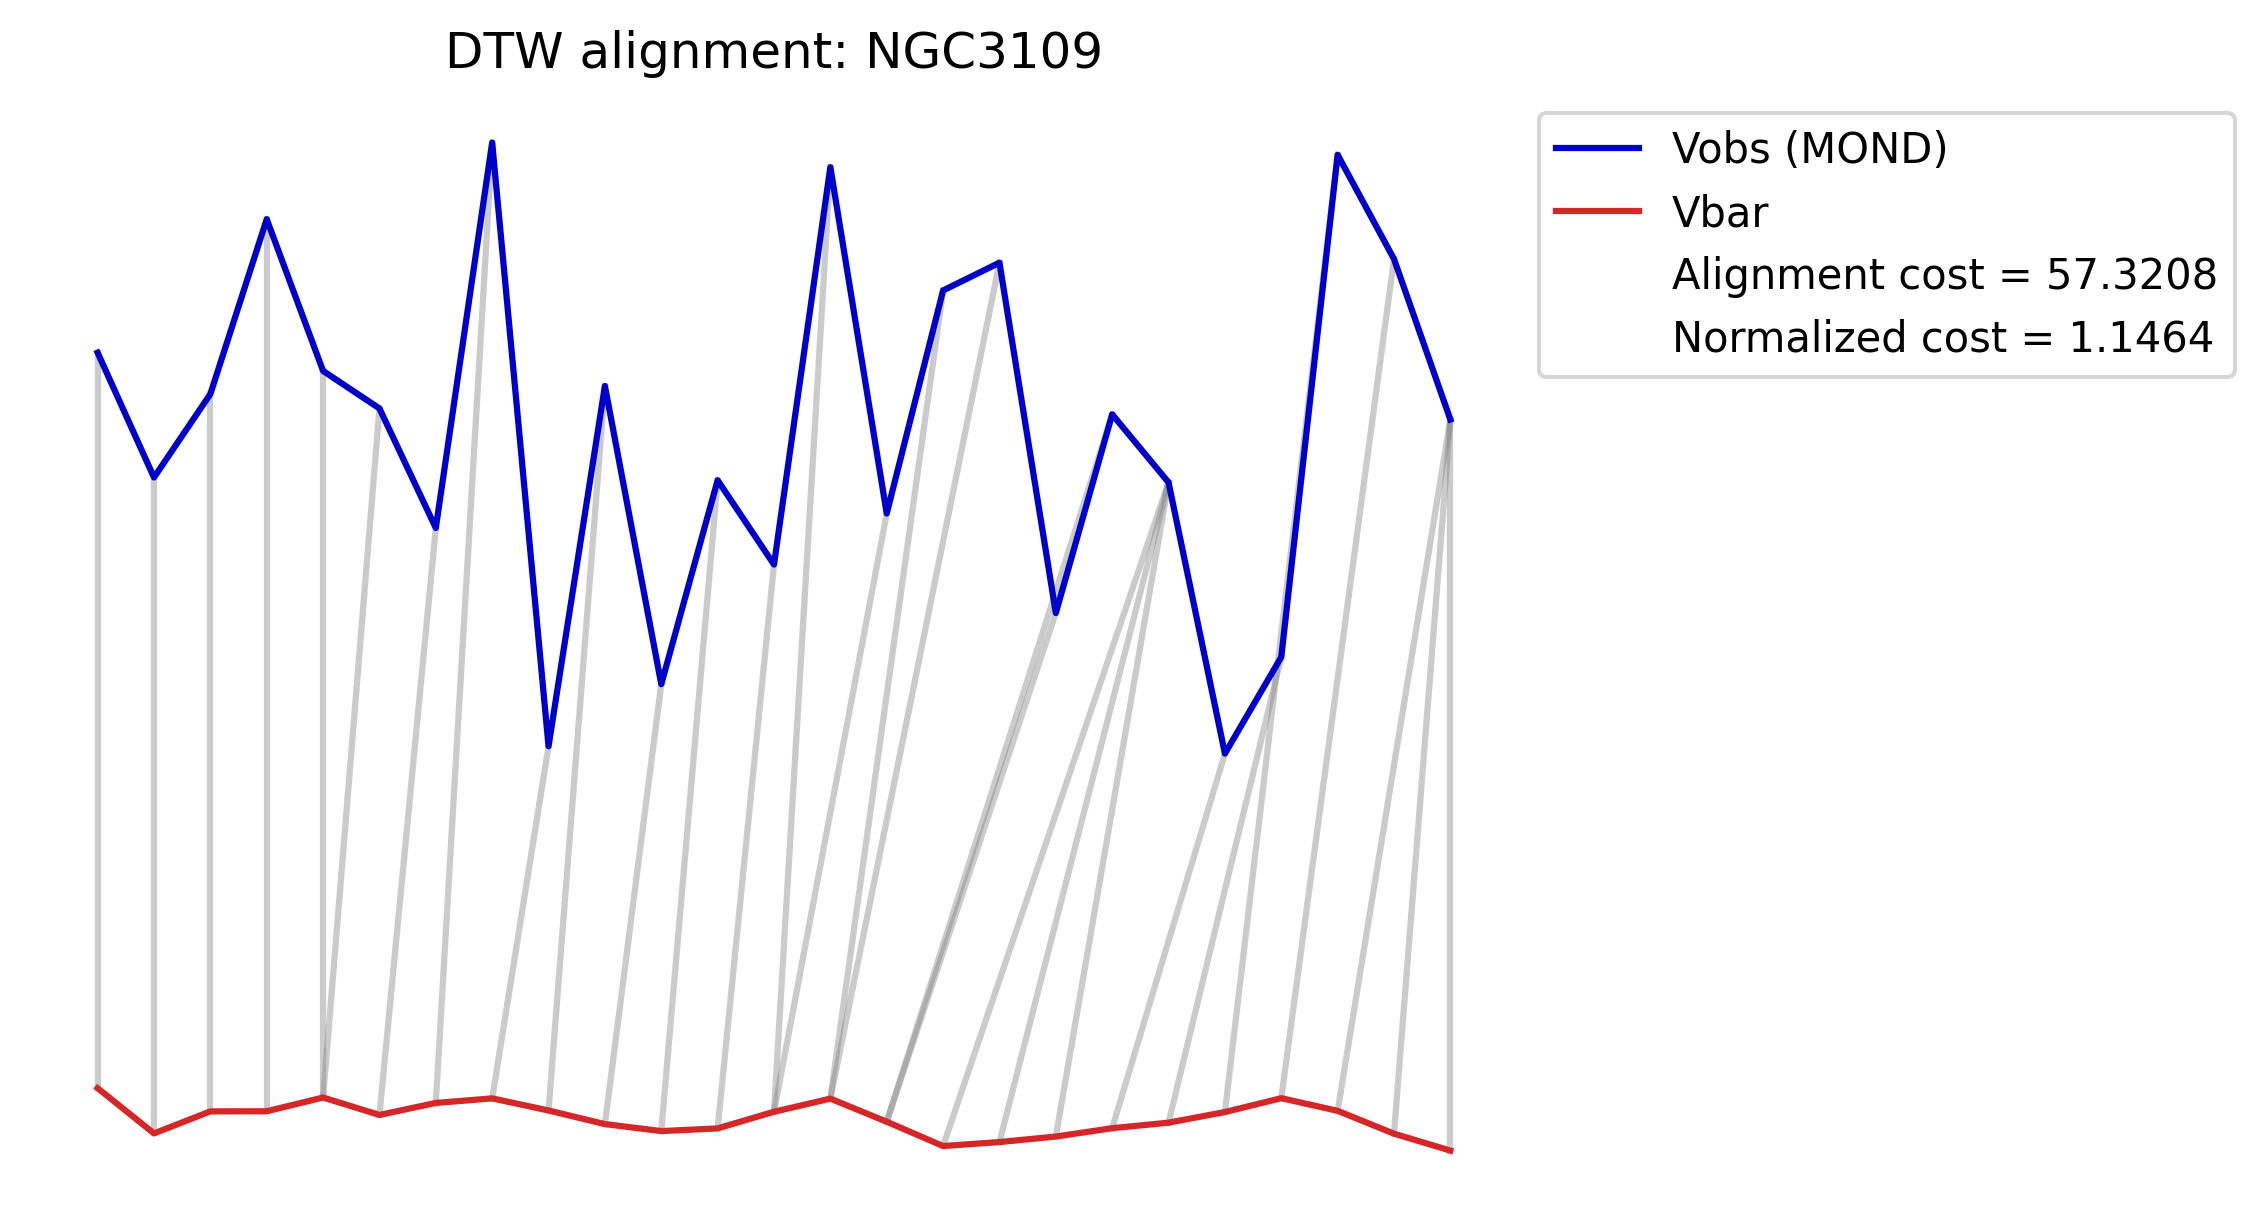 DTW alignment: NGC3109
Vobs (MOND)
Vbar
Alignment cost = 57.3208
Normalized cost = 1.1464